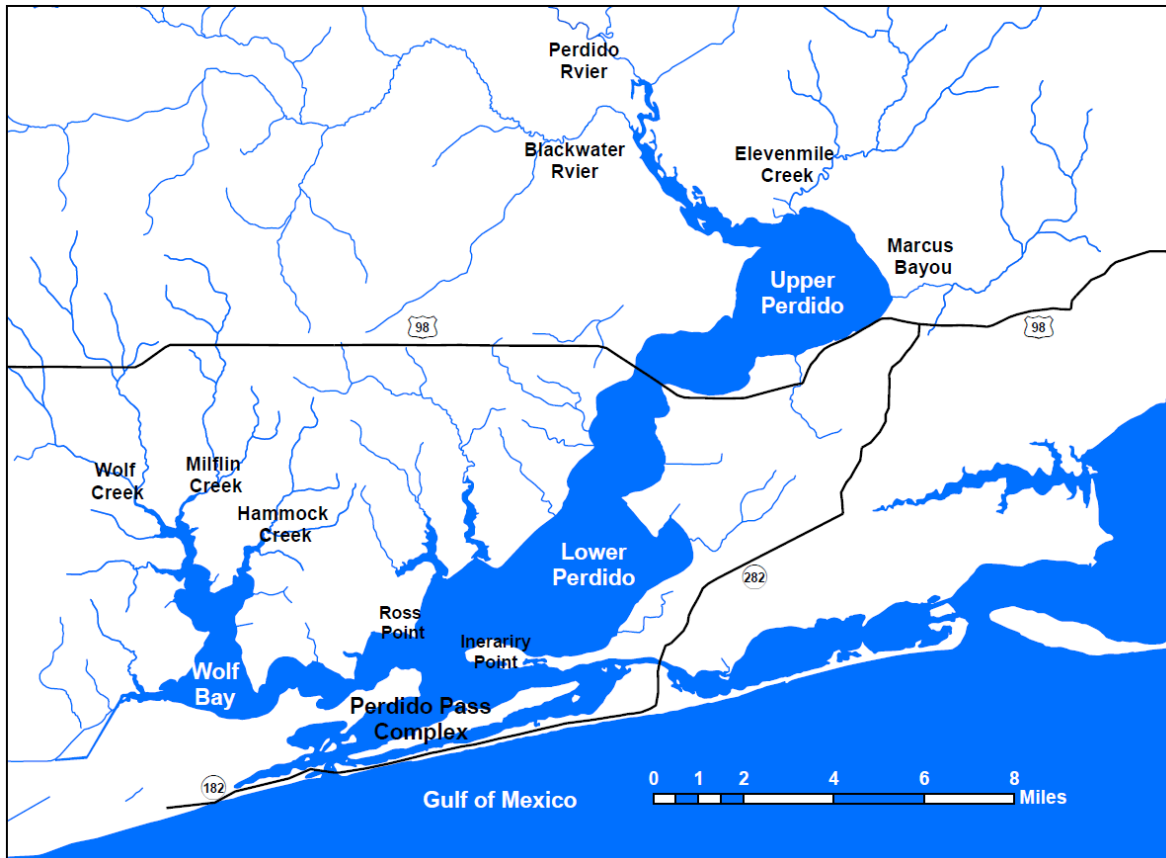 Perdido
Rvier
Blackwater
Rvier
Elevenmile
Creek
Marcus
Bayou
Upper
Perdido
98
98
Wolf
Creek
Milflin
Creek
Hammock
Creek
Lower
Perdido
282
Ross
Point
Inerariry
Point
Wolf
Bay
Perdido Pass
Complex
182
Gulf of Mexico
0 1 2 4 6 8
Miles